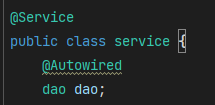 @Service
public class service {
@Autowired
dao dao;